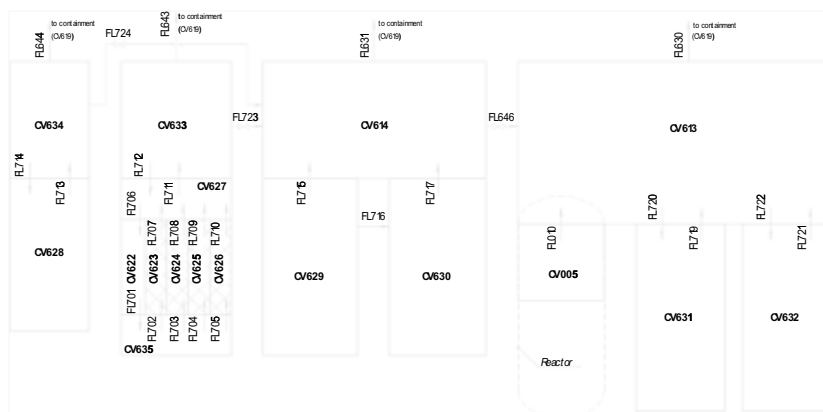 FL644
to containment
(CV619)
FL724
FL643
to containment
(CV619)
FL631
to containment
(CV619)
FL630
to containment
(CV619)
CV634
CV633
FL723
CV614
FL646
CV613
FL714
FL713
FL712
FL711
CV627
FL706
FL715
FL716
FL717
FL720
FL719
FL722
FL721
FL707
FL708
FL709
FL710
FL010
CV628
CV622
CV623
CV624
CV625
CV626
CV629
CV630
CV005
CV631
CV632
FL701
FL702
FL703
FL704
FL705
CV635
Reactor